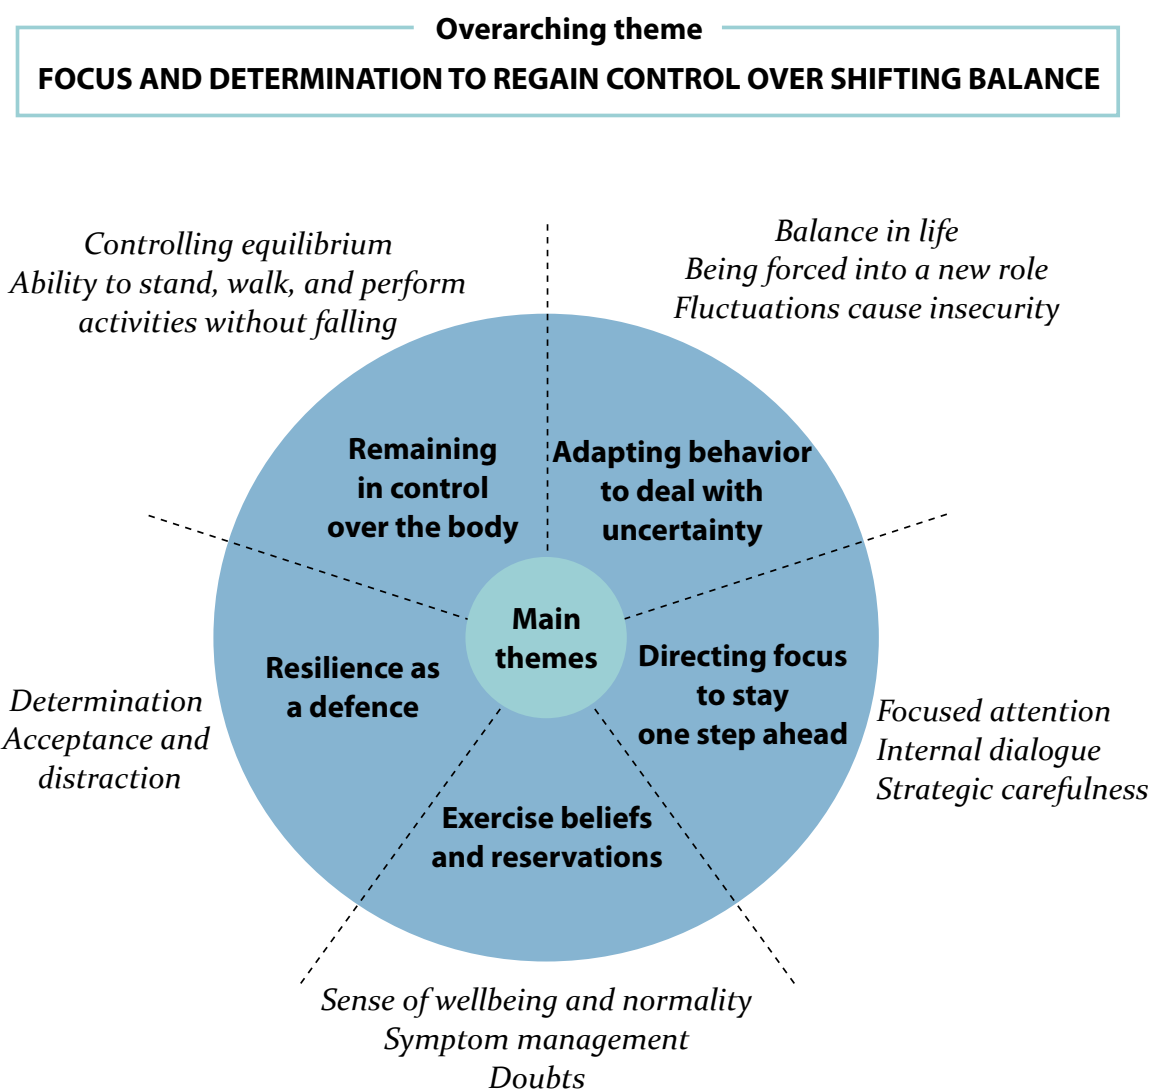 Overarching theme
FOCUS AND DETERMINATION TO REGAIN CONTROL OVER SHIFTING BALANCE
Controlling equilibrium
Ability to stand, walk, and perform
activities without falling
Balance in life
Being forced into a new role
Fluctuations cause insecurity
Remaining
in control
over the body
Adapting behavior
to deal with
uncertainty
Main
themes
Resilience as
a defence
Directing focus
to stay
one step ahead
Determination
Acceptance and
distraction
Focused attention
Internal dialogue
Strategic carefulness
Exercise beliefs
and reservations
Sense of wellbeing and normality
Symptom management
Doubts